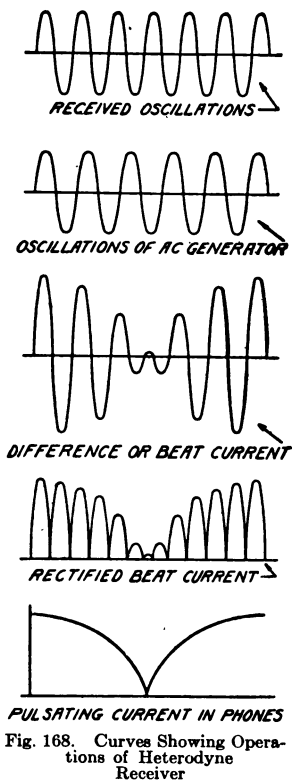 RECEIVED OSCILLATIONS
OSCILLATIONS OF AC GENERATOR
DIFFERENCE OR BEAT CURRENT
RECTIFIED BEAT CURRENT
PULSATING CURRENT IN PHONES
Fig. 168. Curves Showing Opera-
tions of Heterodyne
Receiver